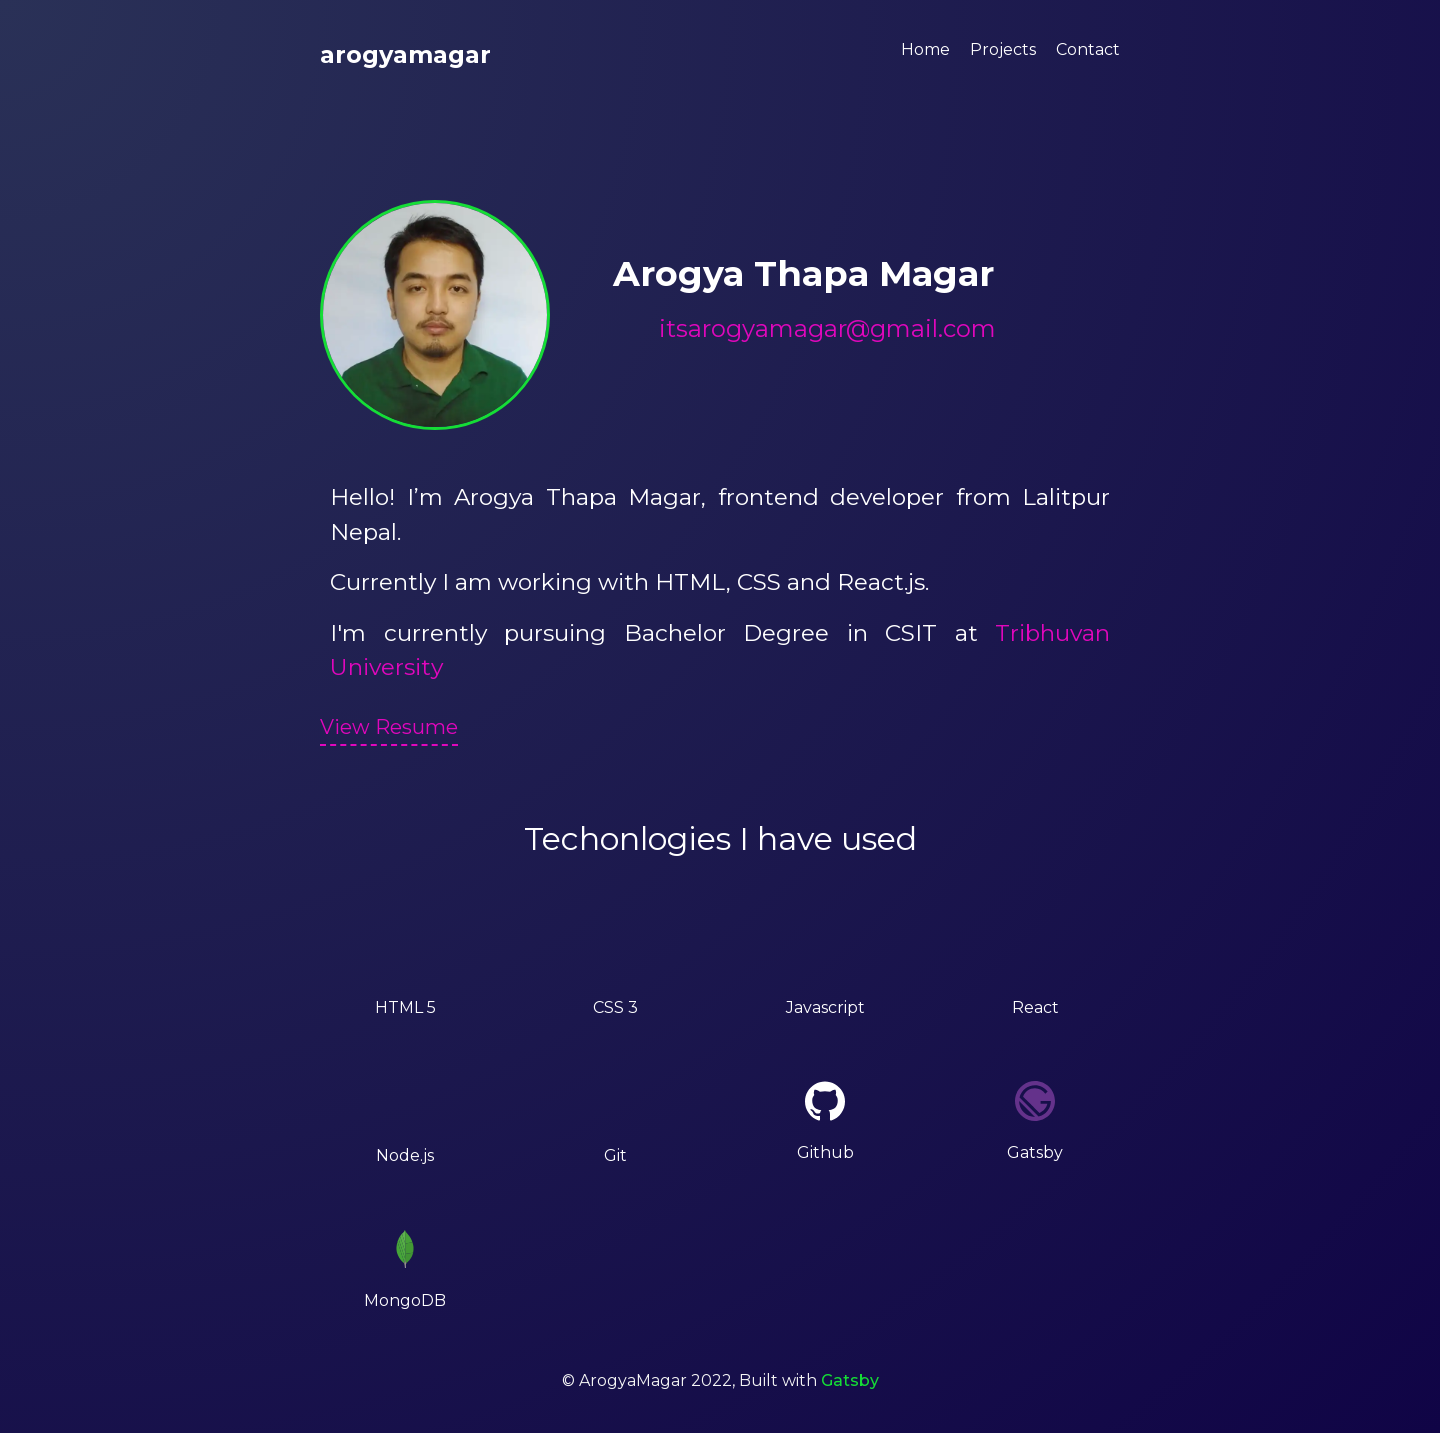 arogyamagar
Home Projects Contact
Arogya Thapa Magar
itsarogyamagar@gmail.com
Hello! I’m Arogya Thapa Magar, frontend developer from Lalitpur
Nepal.
Currently I am working with HTML, CSS and React.js.
I'm currently pursuing Bachelor Degree in CSIT at Tribhuvan
University
View Resume
Techonlogies I have used
HTML 5
CSS 3
Javascript
React
Node.js
Git
Github
Gatsby
MongoDB
© ArogyaMagar 2022, Built with Gatsby